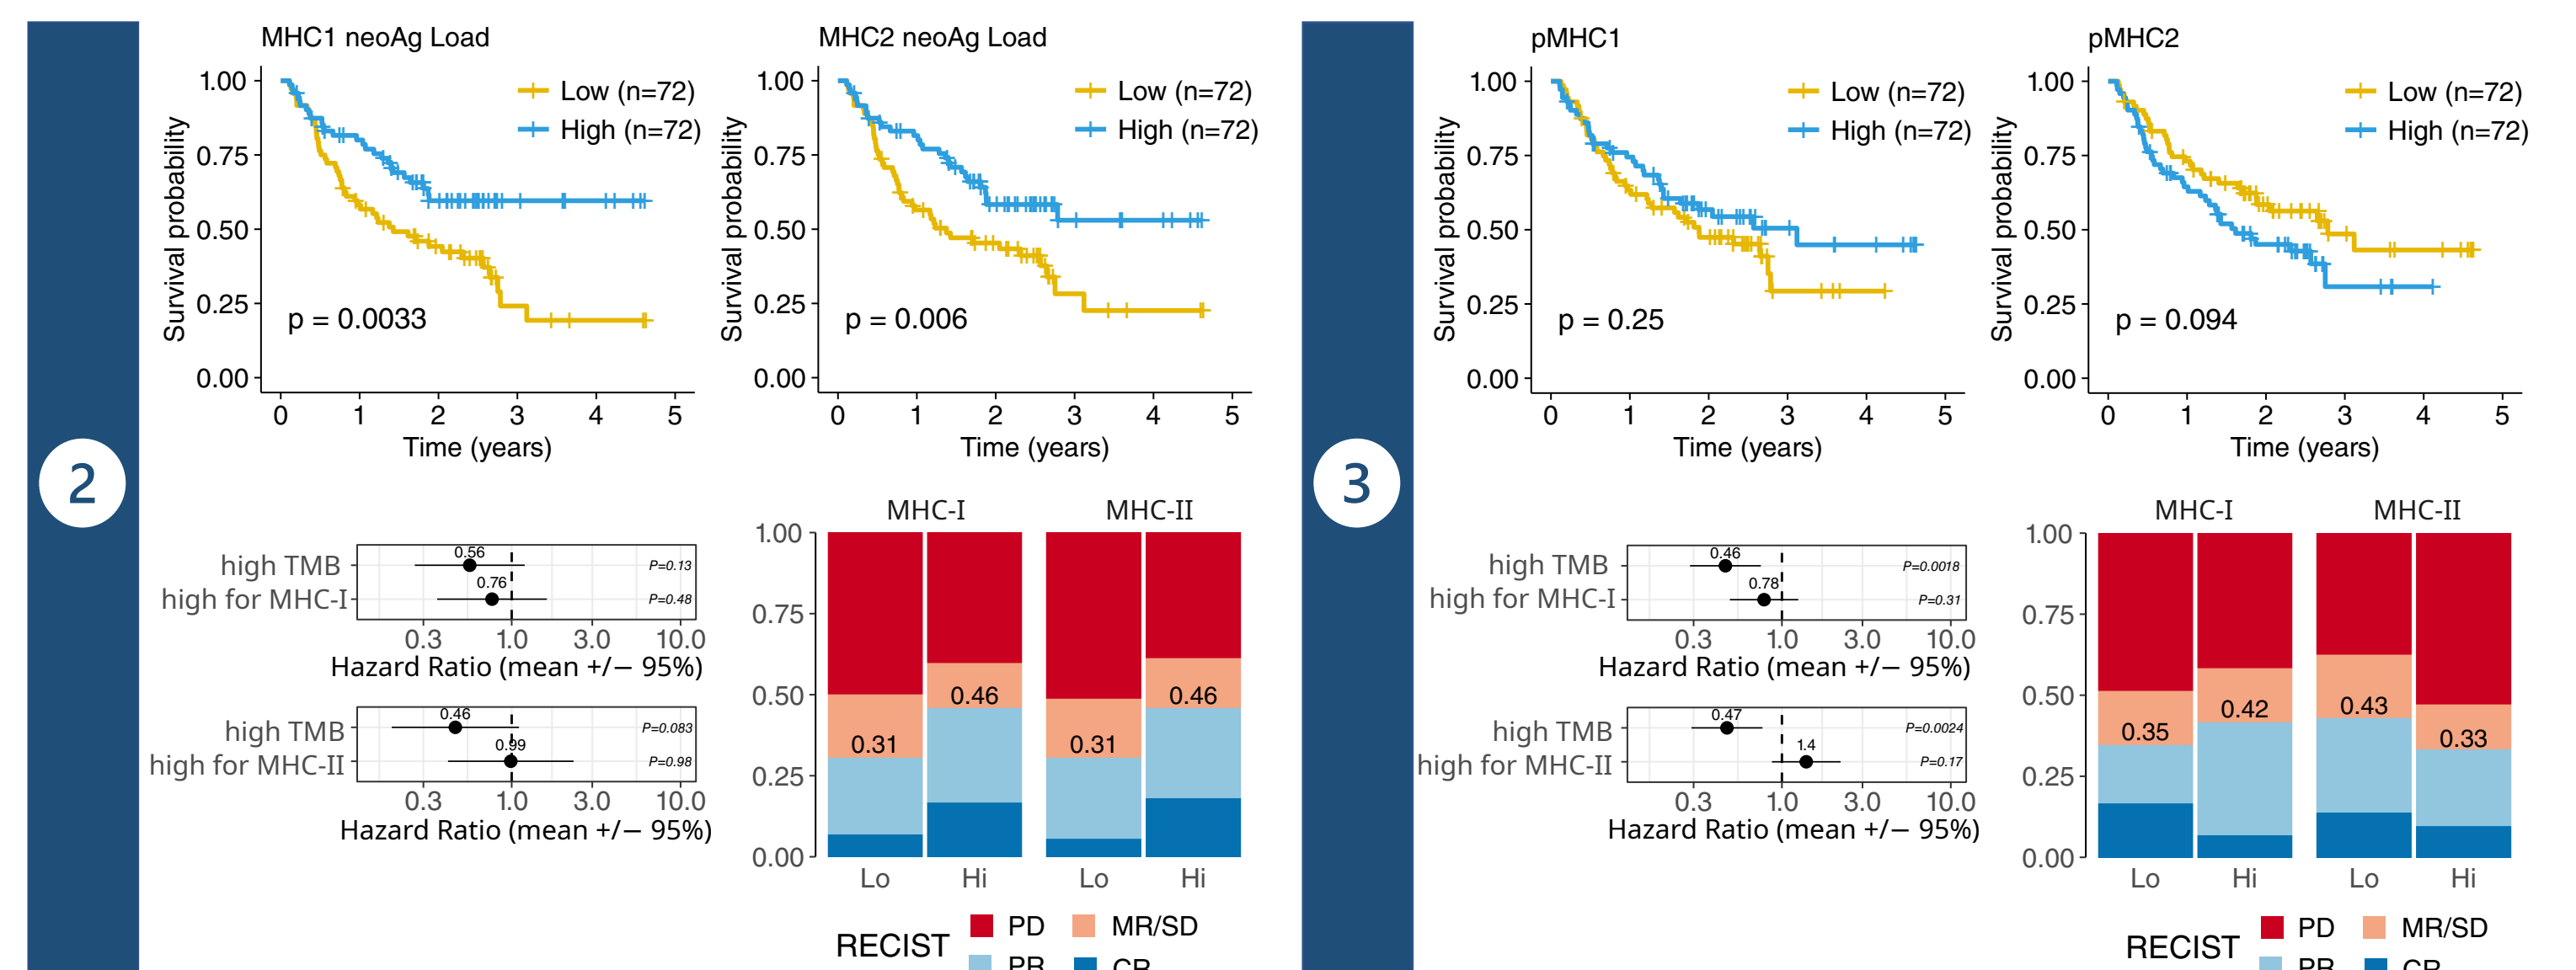 2
MHC1 neoAg Load
Survival probability
1.00
0.75
0.50
0.25
0.00
Low (n=72)
High (n=72)
p = 0.0033
0 1 2 3 4 5
Time (years)
MHC2 neoAg Load
Survival probability
1.00
0.75
0.50
0.25
0.00
Low (n=72)
High (n=72)
p = 0.006
0 1 2 3 4 5
Time (years)
high TMB
0.56
P=0.13
high for MHC-I
0.76
P=0.48
0.3 1.0 3.0 10.0
Hazard Ratio (mean +/− 95%)
high TMB
0.46
P=0.083
high for MHC-II
0.99
P=0.98
0.3 1.0 3.0 10.0
Hazard Ratio (mean +/− 95%)
MHC-I MHC-II
1.00
0.75
0.50
0.25
0.00
0.31 0.46 0.31 0.46
Lo Hi Lo Hi
RECIST
PD MR/SD
PR CR
3
pMHC1
Survival probability
1.00
0.75
0.50
0.25
0.00
Low (n=72)
High (n=72)
p = 0.25
0 1 2 3 4 5
Time (years)
pMHC2
Survival probability
1.00
0.75
0.50
0.25
0.00
Low (n=72)
High (n=72)
p = 0.094
0 1 2 3 4 5
Time (years)
high TMB
0.46
P=0.0018
high for MHC-I
0.78
P=0.31
0.3 1.0 3.0 10.0
Hazard Ratio (mean +/− 95%)
high TMB
0.47
P=0.0024
high for MHC-II
1.4
P=0.17
0.3 1.0 3.0 10.0
Hazard Ratio (mean +/− 95%)
MHC-I MHC-II
1.00
0.75
0.50
0.25
0.00
0.35 0.42 0.43 0.33
Lo Hi Lo Hi
RECIST
PD MR/SD
PR CR